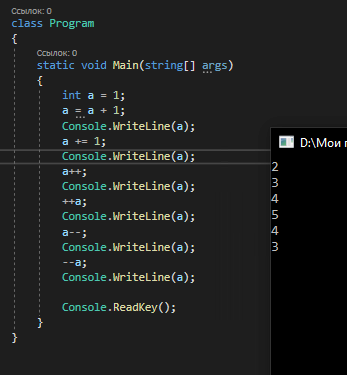 Ссылок: 0
class Program
{
Ссылок: 0
static void Main(string[] args)
{
int a = 1;
a = a + 1;
Console.WriteLine(a);
a += 1;
Console.WriteLine(a);
a++;
Console.WriteLine(a);
++a;
Console.WriteLine(a);
a--;
Console.WriteLine(a);
--a;
Console.WriteLine(a);
Console.ReadKey();
}
}
D:\Мои
2
3
4
5
4
3